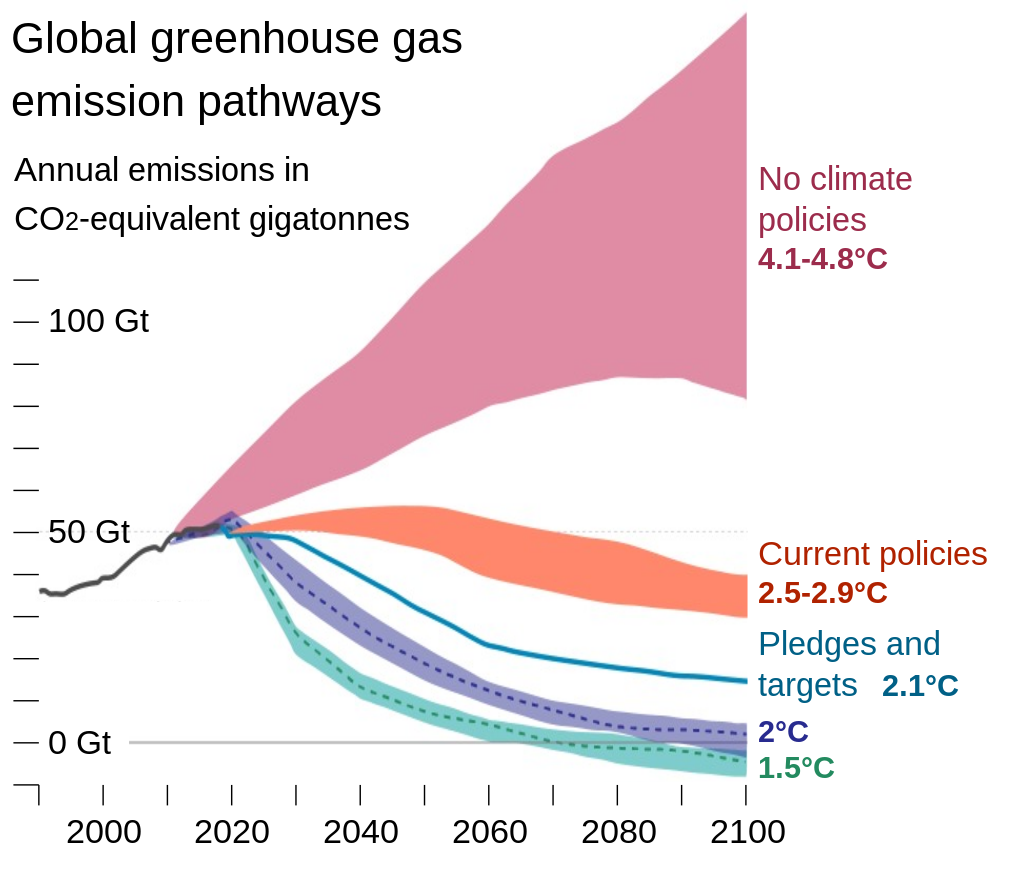 Global greenhouse gas
emission pathways
Annual emissions in
CO2-equivalent gigatonnes
100 Gt
50 Gt
0 Gt
No climate
policies
4.1-4.8°C
Current policies
2.5-2.9°C
Pledges and
targets 2.1°C
2°C
1.5°C
2000 2020 2040 2060 2080 2100